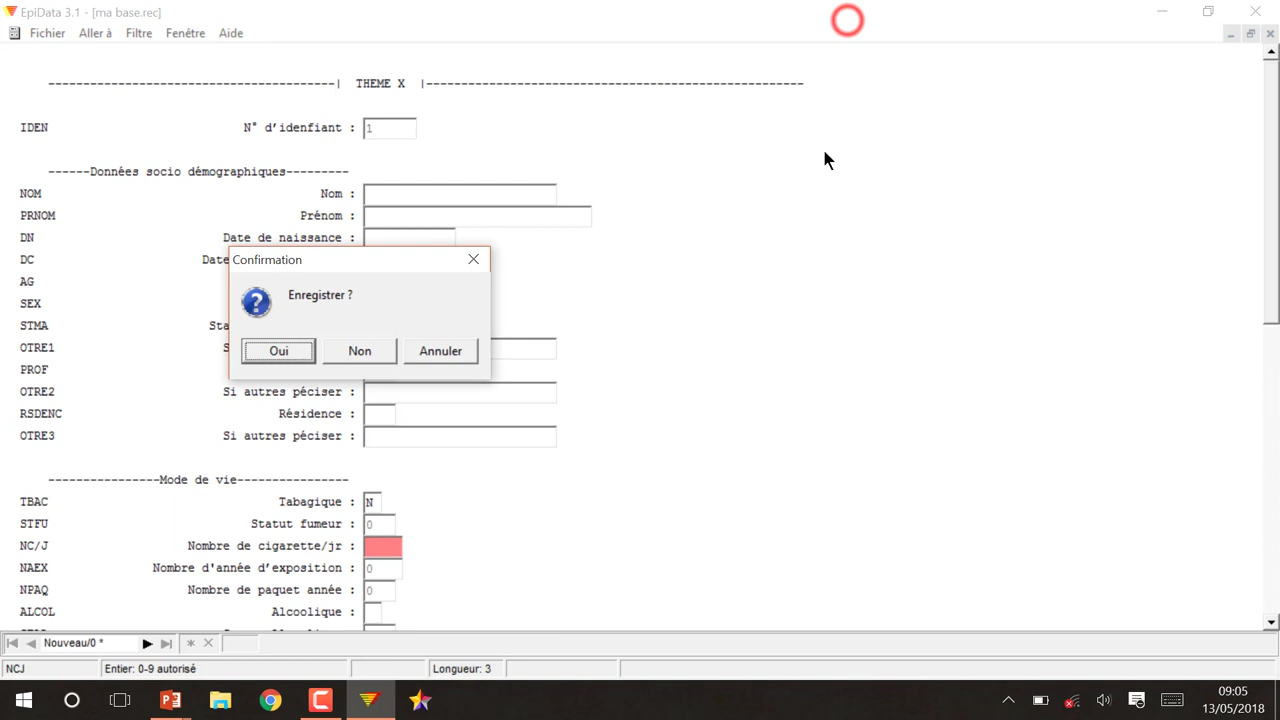 EpiData 3.1 - [ma base.rec]
Fichier Aller à Filtre Fenêtre Aide
-----------------------------------------| THEME X |------------------------------------------------------
IDEN N° d’idenfiant : 1
------Données socio démographiques---------
NOM Nom :
PRNOM Prénom :
DN Date de naissance :
DC Date
AG
SEX
STMA Sta
OTRE1 S
PROF
OTRE2 Si autres péciser :
RSDENC Résidence :
OTRE3 Si autres péciser :
Confirmation
Enregistrer ?
Oui Non Annuler
----------------Mode de vie----------------
TBAC Tabagique : N
STFU Statut fumeur : 0
NC/J Nombre de cigarette/jr :
NAEX Nombre d'année d’exposition : 0
NPAQ Nombre de paquet année : 0
ALCOL Alcoolique :
Nouveau/0 *
NCJ Entier: 0-9 autorisé Longueur: 3
09:05
13/05/2018